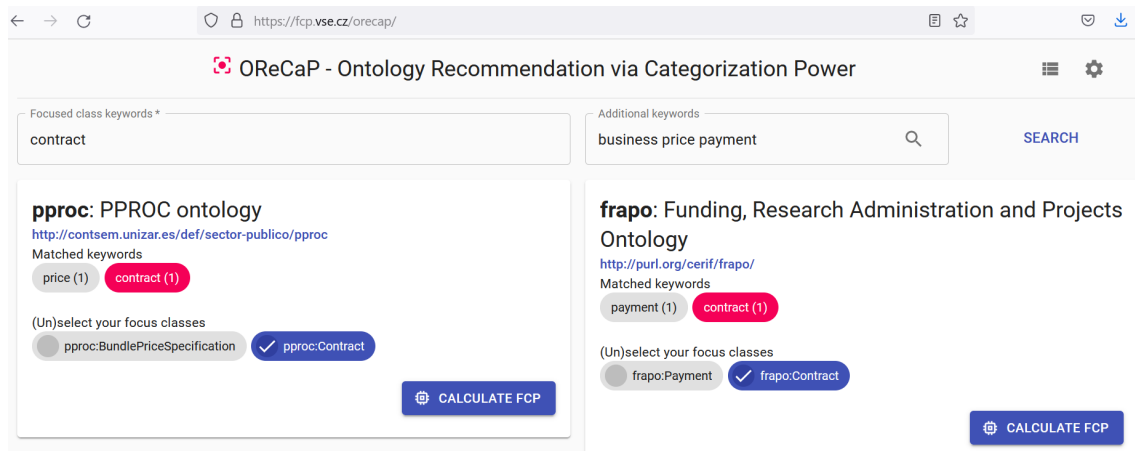 https://fcp.vse.cz/orecap/
OReCaP - Ontology Recommendation via Categorization Power
Focused class keywords *
contract
Additional keywords
business price payment
SEARCH
pproc: PPROC ontology
http://contsem.unizar.es/def/sector-publico/pproc
Matched keywords
price (1) contract (1)
(Un)select your focus classes
pproc:BundlePriceSpecification pproc:Contract
CALCULATE FCP
frapo: Funding, Research Administration and Projects
Ontology
http://purl.org/cerif/frapo/
Matched keywords
payment (1) contract (1)
(Un)select your focus classes
frapo:Payment frapo:Contract
CALCULATE FCP